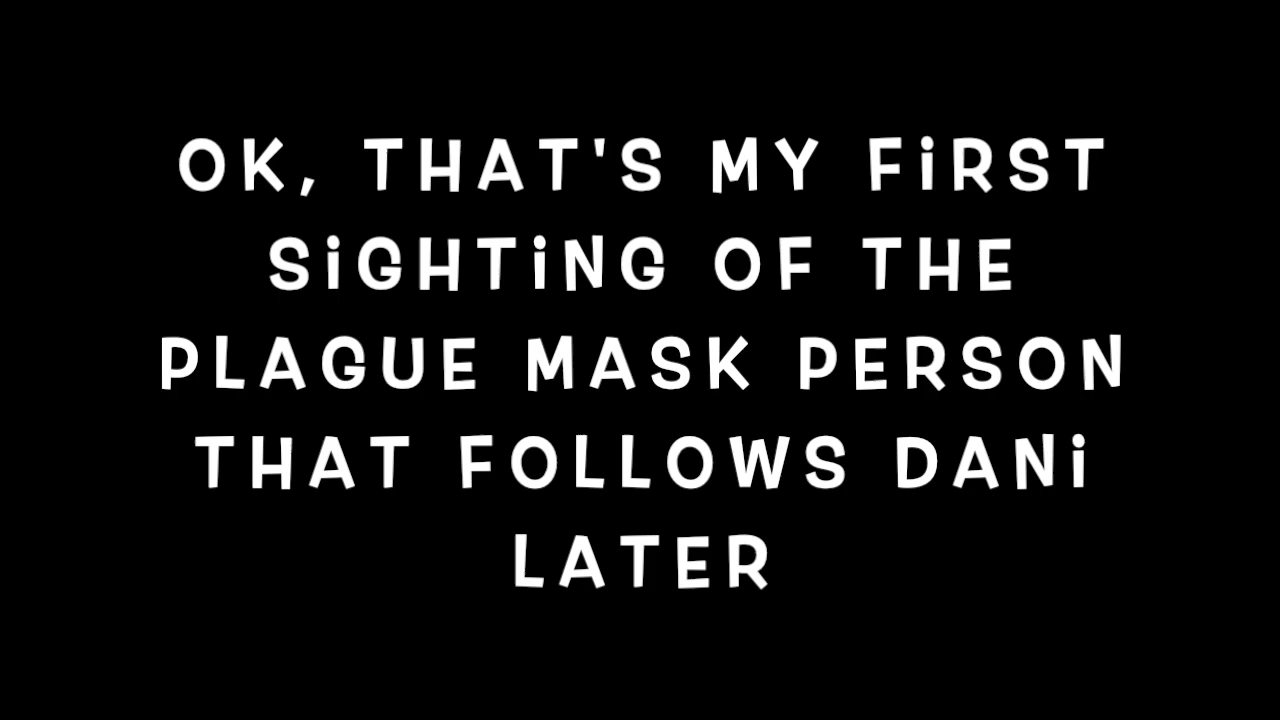 OK, THAT'S MY FiRST
SiGHTiNG OF THE
PLAGUE MASK PERSON
THAT FOLLOWS DANi
LATER